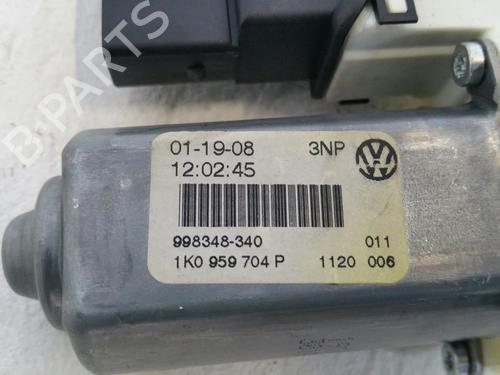 B-PARTS
01-19-08 3NP
12:02:45
998348-340 011
1K0 959 704 P 1120 006